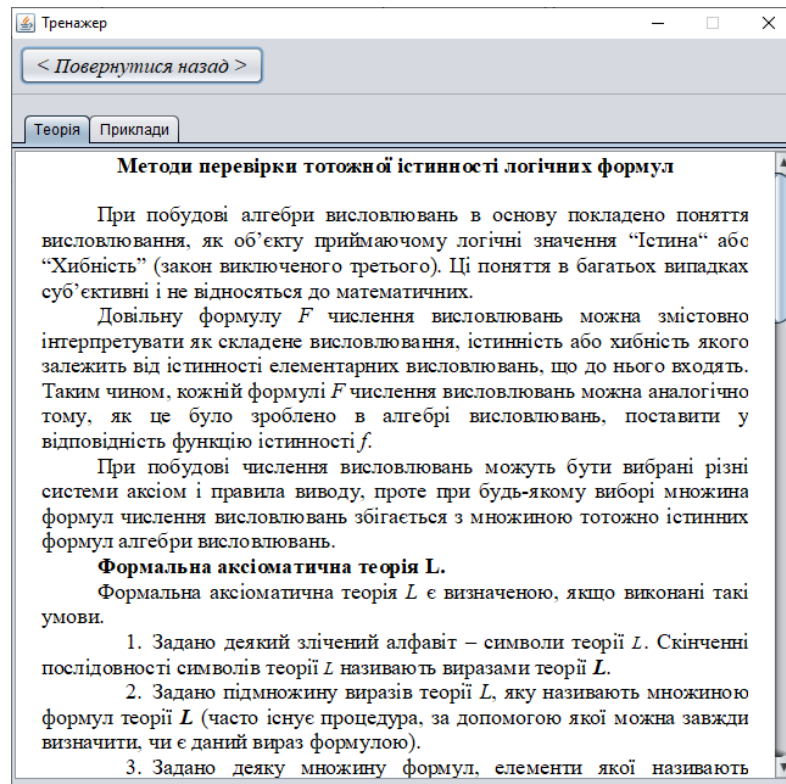 Тренажер
< Повернутися назад >
Теорія Приклади
Методи перевірки тотожної істинності логічних формул
При побудові алгебри висловлювань в основу покладено поняття
висловлювання, як об’єкту приймаючому логічні значення “Істина“ або
“Хибність” (закон виключеного третього). Ці поняття в багатьох випадках
суб’єктивні і не відносяться до математичних.
Довільну формулу F числення висловлювань можна змістовно
інтерпретувати як складене висловлювання, істинність або хибність якого
залежить від істинності елементарних висловлювань, що до нього входять.
Таким чином, кожній формулі F числення висловлювань можна аналогічно
тому, як це було зроблено в алгебрі висловлювань, поставити у
відповідність функцію істинності f.
При побудові числення висловлювань можуть бути вибрані різні
системи аксіом і правила виводу, проте при будь-якому виборі множина
формул числення висловлювань збігається з множиною тотожно істинних
формул алгебри висловлювань.
Формальна аксіоматична теорія L.
Формальна аксіоматична теорія L є визначеною, якщо виконані такі
умови.
1. Задано деякий злічений алфавіт – символи теорії L. Скінченні
послідовності символів теорії L називають виразами теорії L.
2. Задано підмножину виразів теорії L, яку називають множиною
формул теорії L (часто існує процедура, за допомогою якої можна завжди
визначити, чи є даний вираз формулою).
3. Задано деяку множину формул, елементи якої називають